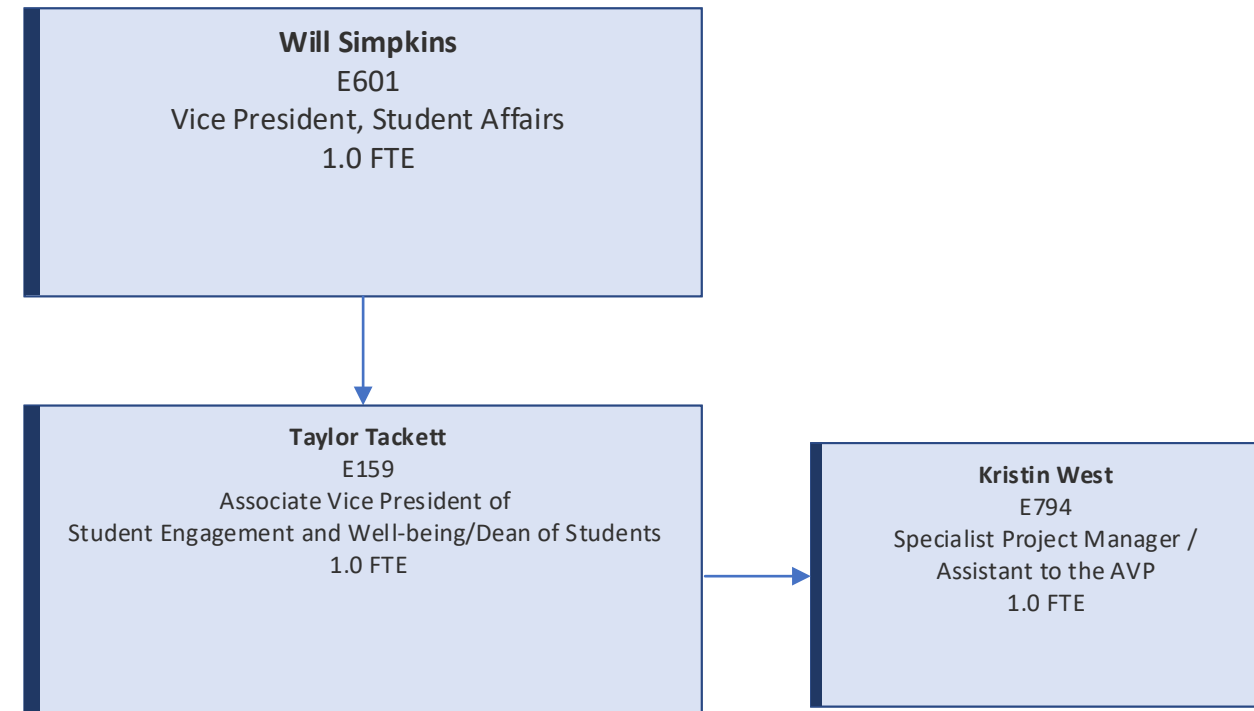 Will Simpkins
E601
Vice President, Student Affairs
1.0 FTE
Taylor Tackett
E159
Associate Vice President of
Student Engagement and Well-being/Dean of Students
1.0 FTE
Kristin West
E794
Specialist Project Manager /
Assistant to the AVP
1.0 FTE